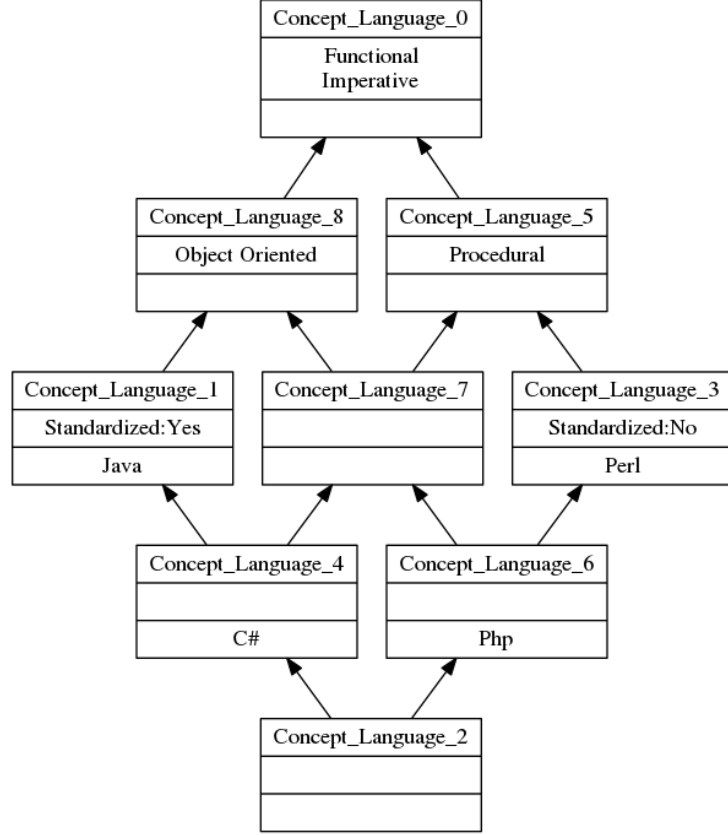 Concept_Language_0
Functional
Imperative
Concept_Language_8
Object Oriented
Concept_Language_5
Procedural
Concept_Language_1
Standardized:Yes
Java
Concept_Language_7
Concept_Language_3
Standardized:No
Perl
Concept_Language_4
C#
Concept_Language_6
Php
Concept_Language_2